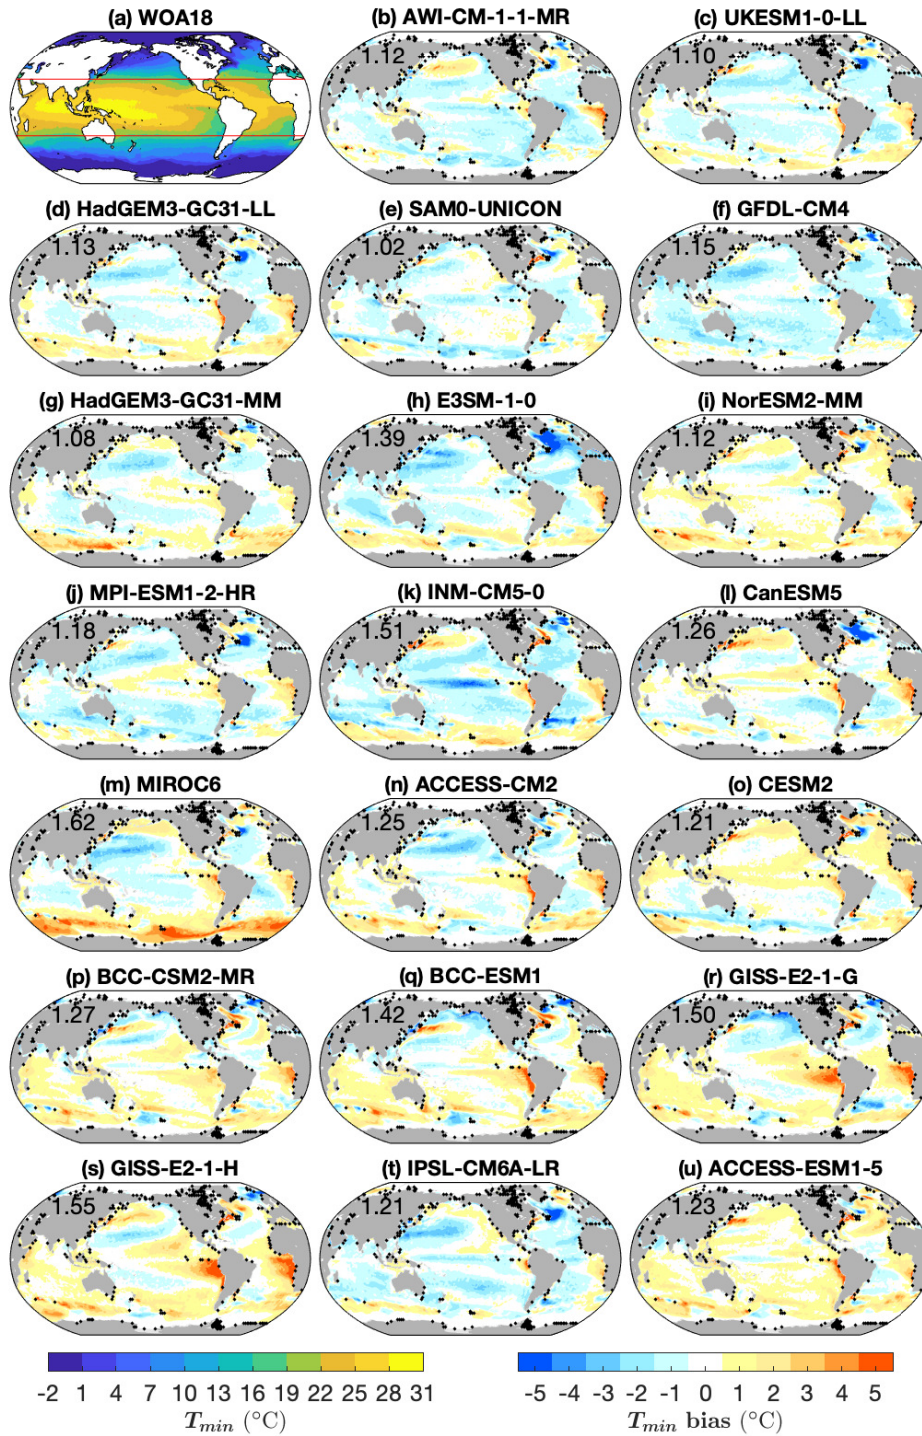 (a) WOA18
(b) AWI-CM-1-1-MR
(c) UKESM1-0-LL
1.12
1.10
(d) HadGEM3-GC31-LL
(e) SAM0-UNICON
(f) GFDL-CM4
1.13
1.02
1.15
(g) HadGEM3-GC31-MM
(h) E3SM-1-0
(i) NorESM2-MM
1.08
1.39
1.12
(j) MPI-ESM1-2-HR
(k) INM-CM5-0
(l) CanESM5
1.18
1.51
1.26
(m) MIROC6
(n) ACCESS-CM2
(o) CESM2
1.62
1.25
1.21
(p) BCC-CSM2-MR
(q) BCC-ESM1
(r) GISS-E2-1-G
1.27
1.42
1.50
(s) GISS-E2-1-H
(t) IPSL-CM6A-LR
(u) ACCESS-ESM1-5
1.55
1.21
1.23
-2 1 4 7 10 13 16 19 22 25 28 31
T_min (°C)
-5 -4 -3 -2 -1 0 1 2 3 4 5
T_min bias (°C)